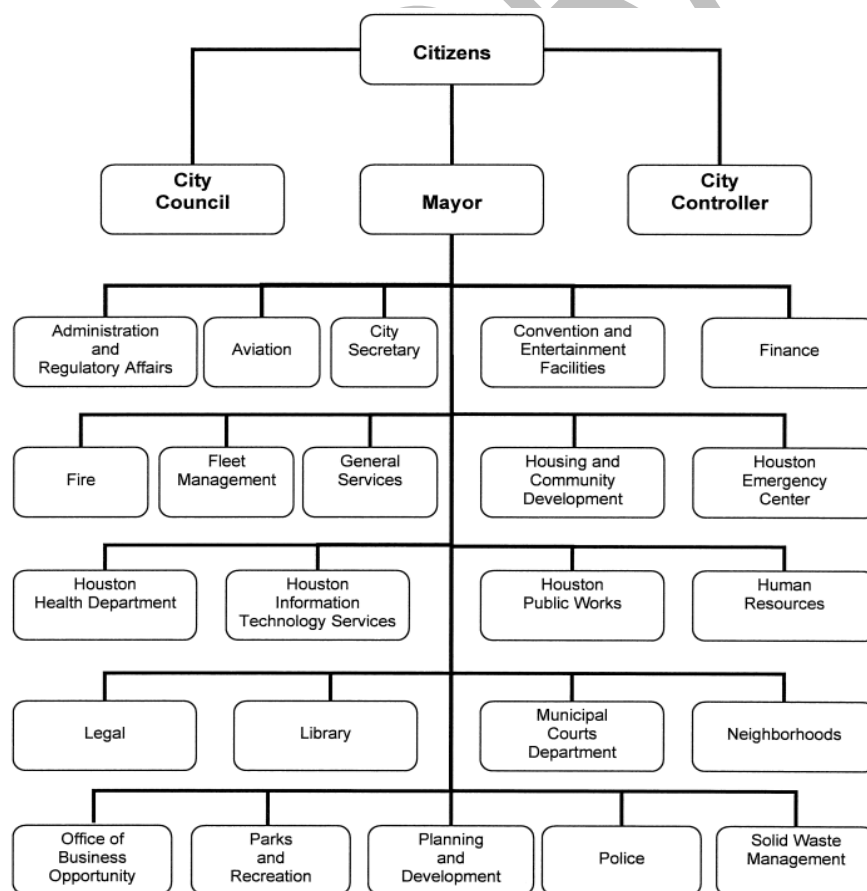 Citizens
City
Council
Mayor
City
Controller
Administration
and
Regulatory Affairs
Aviation
City
Secretary
Convention and
Entertainment
Facilities
Finance
Fire
Fleet
Management
General
Services
Housing and
Community
Development
Houston
Emergency
Center
Houston
Health Department
Houston
Information
Technology Services
Houston
Public Works
Human
Resources
Legal
Library
Municipal
Courts
Department
Neighborhoods
Office of
Business
Opportunity
Parks
and
Recreation
Planning
and
Development
Police
Solid Waste
Management